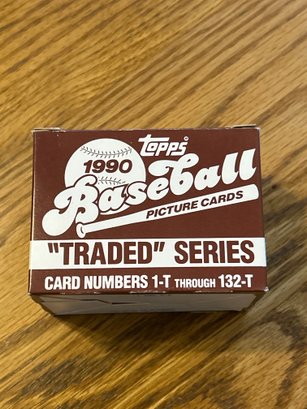 Topps®
1990
Baseball
PICTURE CARDS
"TRADED" SERIES
CARD NUMBERS 1-T THROUGH 132-T